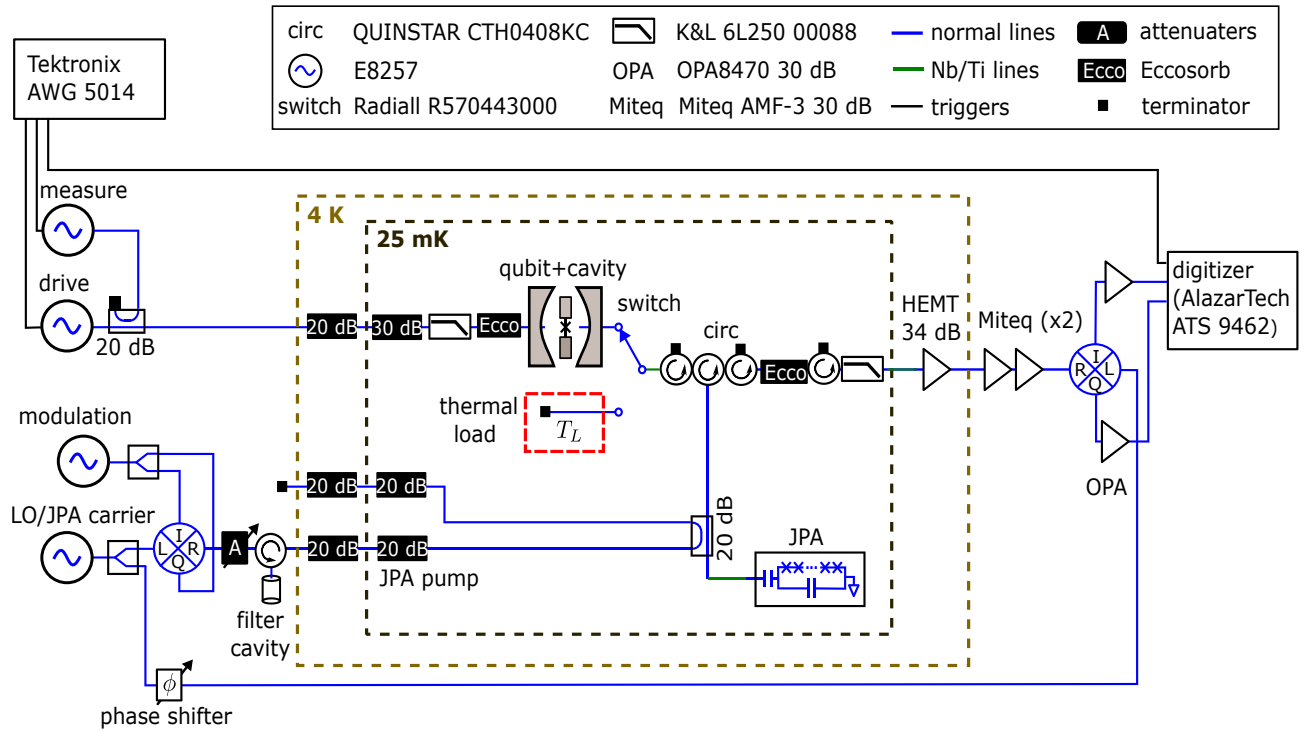 circ QUINSTAR CTH0408KC K&L 6L250 00088 normal lines A attenuaters
E8257 OPA OPA8470 30 dB Nb/Ti lines Ecco Eccosorb
switch Radiall R570443000 Miteq Miteq AMF-3 30 dB triggers terminator
Tektronix
AWG 5014
measure
drive
20 dB
4 K
25 mK
20 dB
30 dB
Ecco
qubit+cavity
switch
circ
Ecco
HEMT
34 dB
Miteq (x2)
R I L
Q
digitizer
(AlazarTech
ATS 9462)
OPA
thermal
load
T_L
modulation
LO/JPA carrier
L I R
Q
A
filter
cavity
20 dB
20 dB
20 dB
20 dB
JPA pump
20 dB
JPA
ϕ
phase shifter